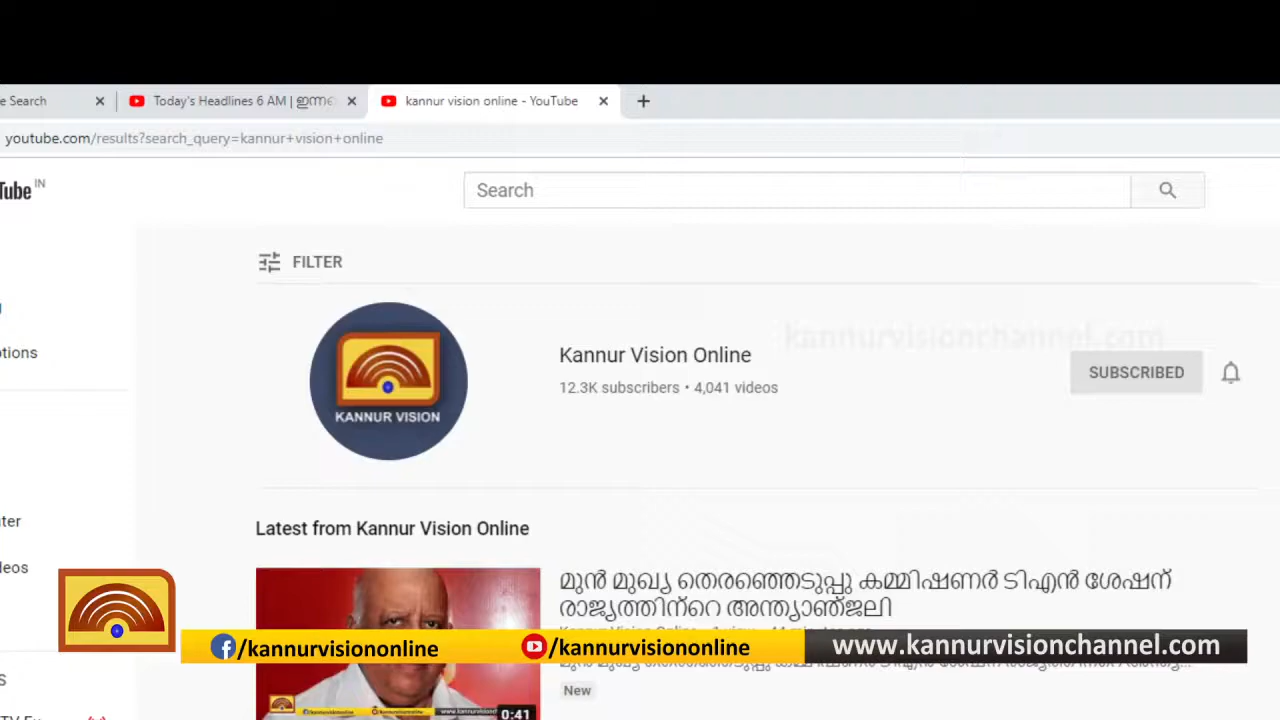 e Search
Today's Headlines 6 AM | ഇന്നത
kannur vision online - YouTube
youtube.com/results?search_query=kannur+vision+online
Tube IN
Search
FILTER
KANNUR VISION
Kannur Vision Online
12.3K subscribers • 4,041 videos
kannurvisionchannel.com
SUBSCRIBED
ptions
Latest from Kannur Vision Online
uter
deos
മുൻ മുഖ്യ തെരഞ്ഞെടുപ്പു കമ്മിഷണർ ടിഎൻ ശേഷന്
രാജ്യത്തിൻ്റെ അന്ത്യാഞ്ജലി
/kannurvisiononline
/kannurvisiononline
www.kannurvisionchannel.com
New
0:41